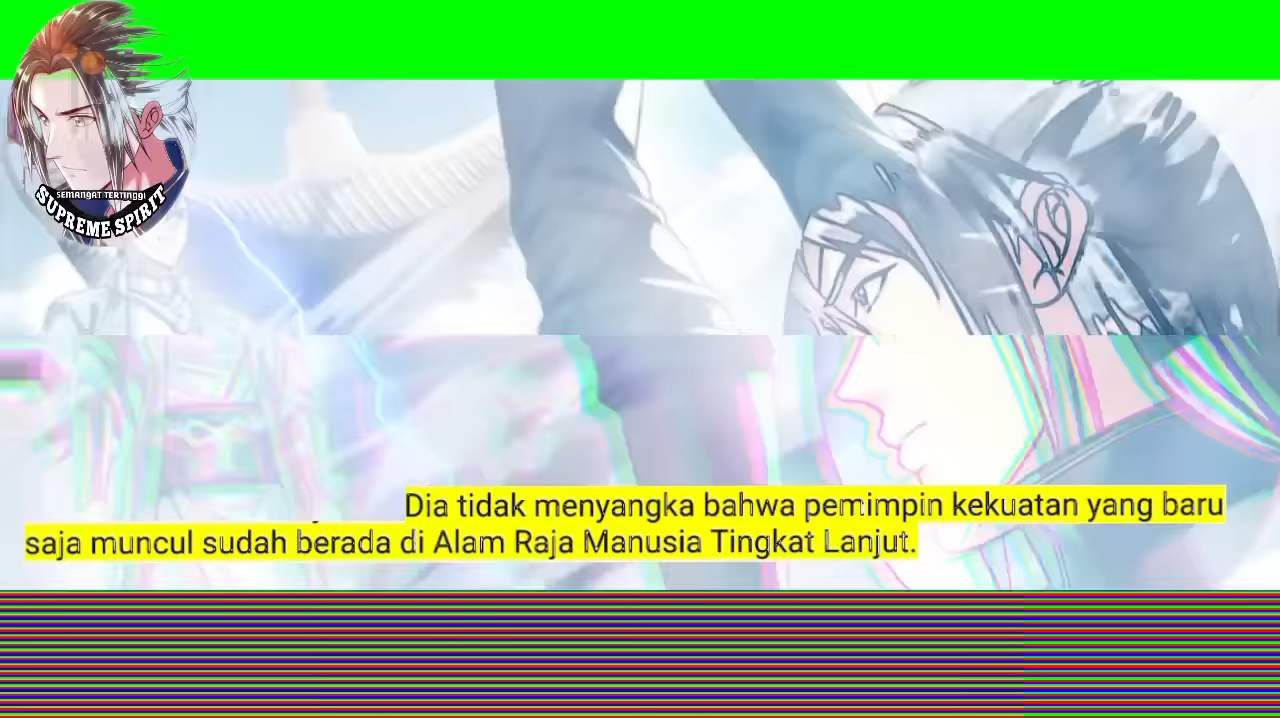 SEMANGAT TERTINGGI
SUPREME SPIRIT
Dia tidak menyangka bahwa pemimpin kekuatan yang baru
saja muncul sudah berada di Alam Raja Manusia Tingkat Lanjut.